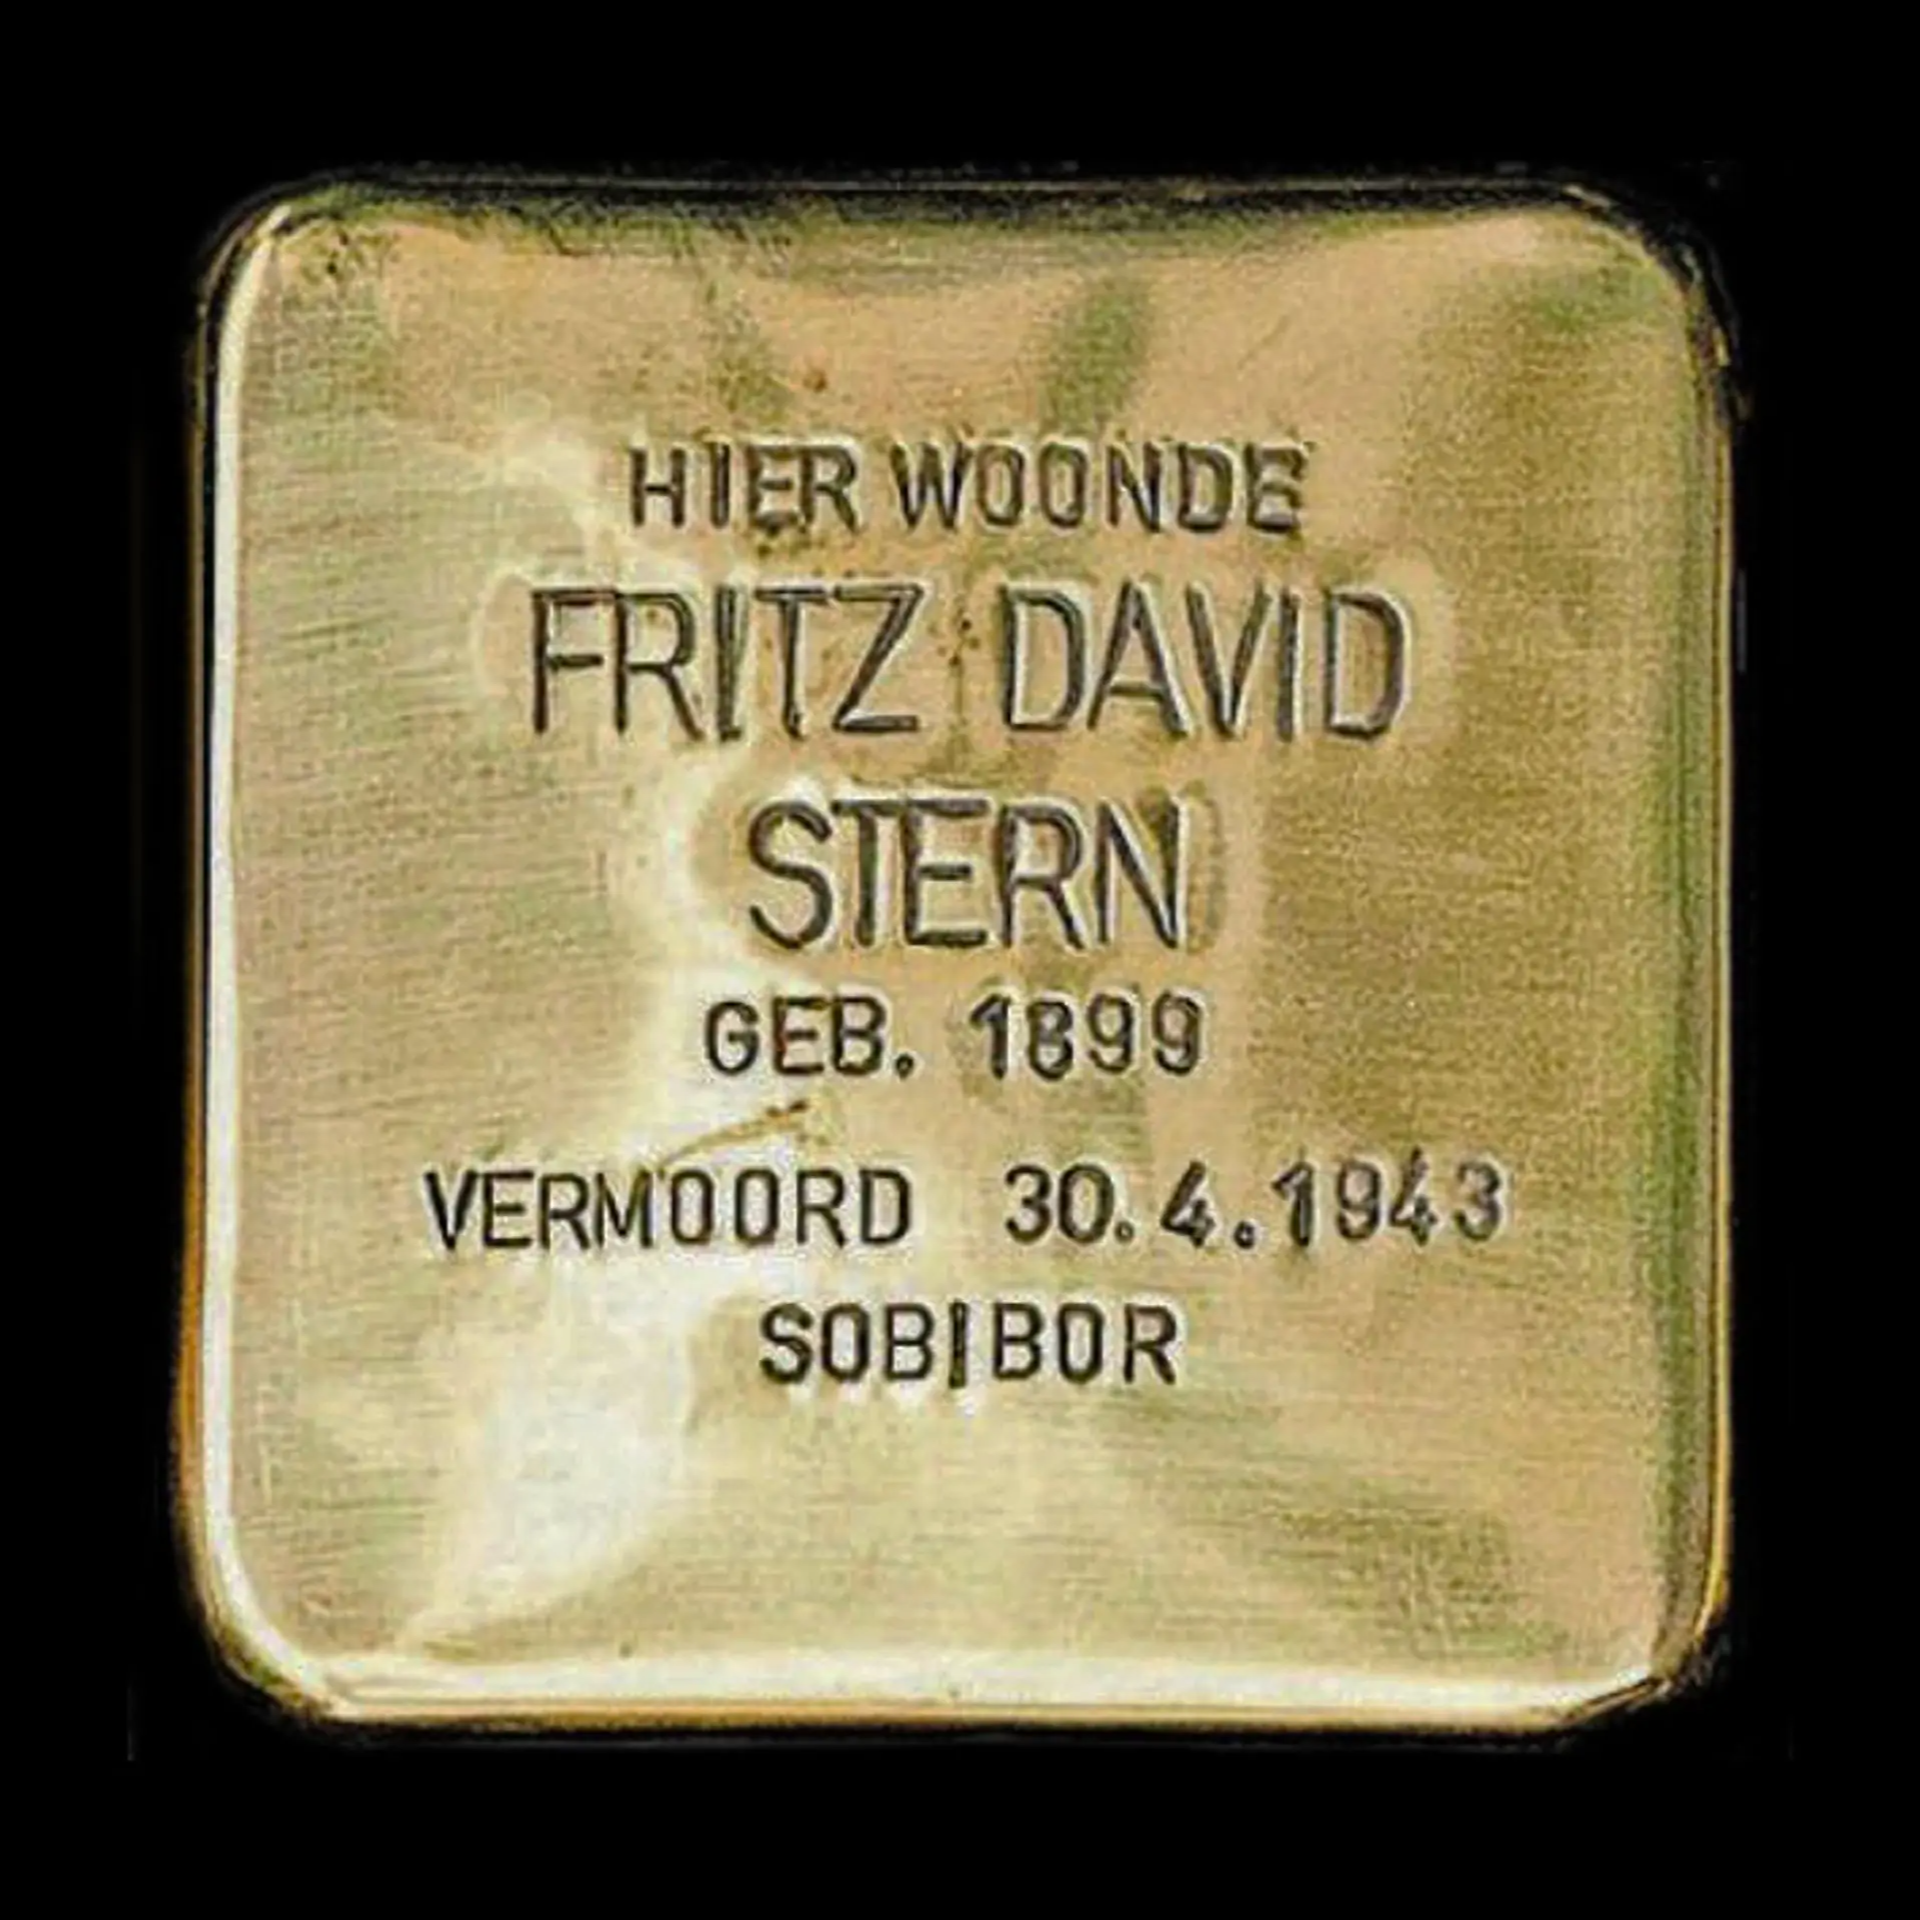 HIER WOONDE
FRITZ DAVID
STERN
GEB. 1899
VERMOORD 30.4.1943
SOBIBOR